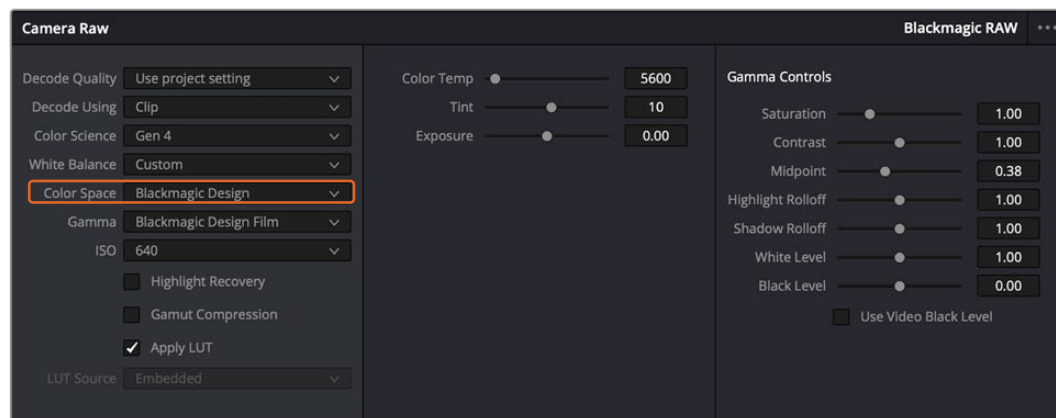 Camera Raw
Blackmagic RAW
Decode Quality Use project setting
Decode Using Clip
Color Science Gen 4
White Balance Custom
Color Space Blackmagic Design
Gamma Blackmagic Design Film
ISO 640
Highlight Recovery
Gamut Compression
Apply LUT
LUT Source Embedded
Color Temp 5600
Tint 10
Exposure 0.00
Gamma Controls
Saturation 1.00
Contrast 1.00
Midpoint 0.38
Highlight Rolloff 1.00
Shadow Rolloff 1.00
White Level 1.00
Black Level 0.00
Use Video Black Level